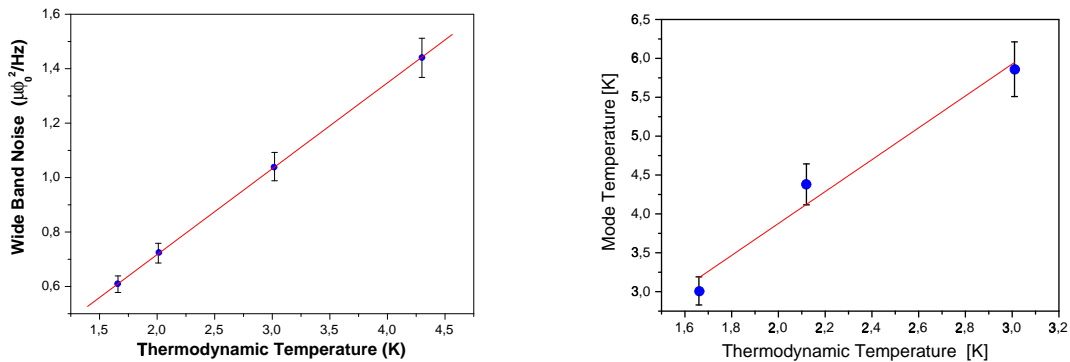 Wide Band Noise (μϕ₀²/Hz)
1,6
1,4
1,2
1,0
0,8
0,6
1,5 2,0 2,5 3,0 3,5 4,0 4,5
Thermodynamic Temperature (K)
Mode Temperature [K]
6,5
6,0
5,5
5,0
4,5
4,0
3,5
3,0
1,6 1,8 2,0 2,2 2,4 2,6 2,8 3,0 3,2
Thermodynamic Temperature [K]